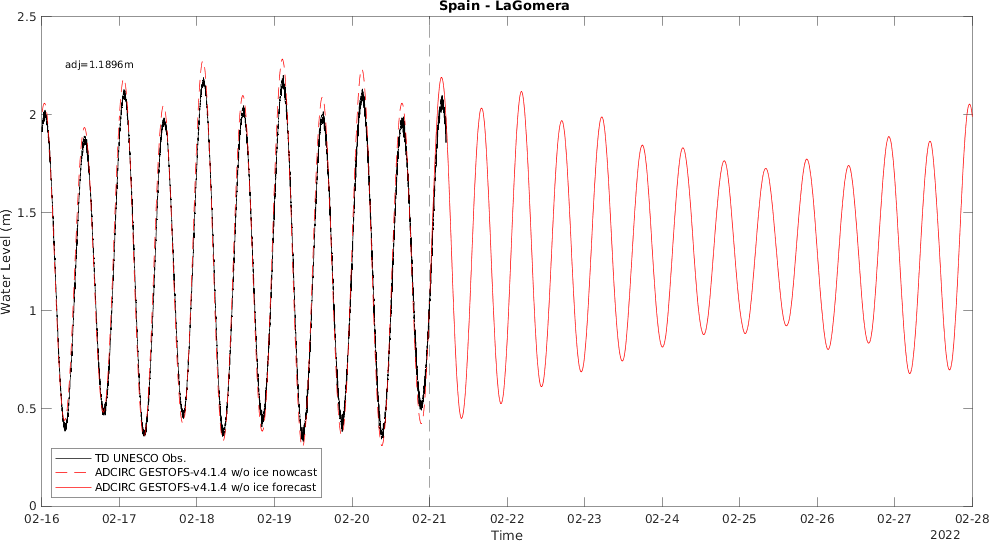 Spain - LaGomera
adj=1.1896m
2.5
2
1.5
1
0.5
0
Water Level (m)
TD UNESCO Obs.
ADCIRC GESTOFS-v4.1.4 w/o ice nowcast
ADCIRC GESTOFS-v4.1.4 w/o ice forecast
02-16 02-17 02-18 02-19 02-20 02-21 02-22 02-23 02-24 02-25 02-26 02-27 02-28
Time
2022